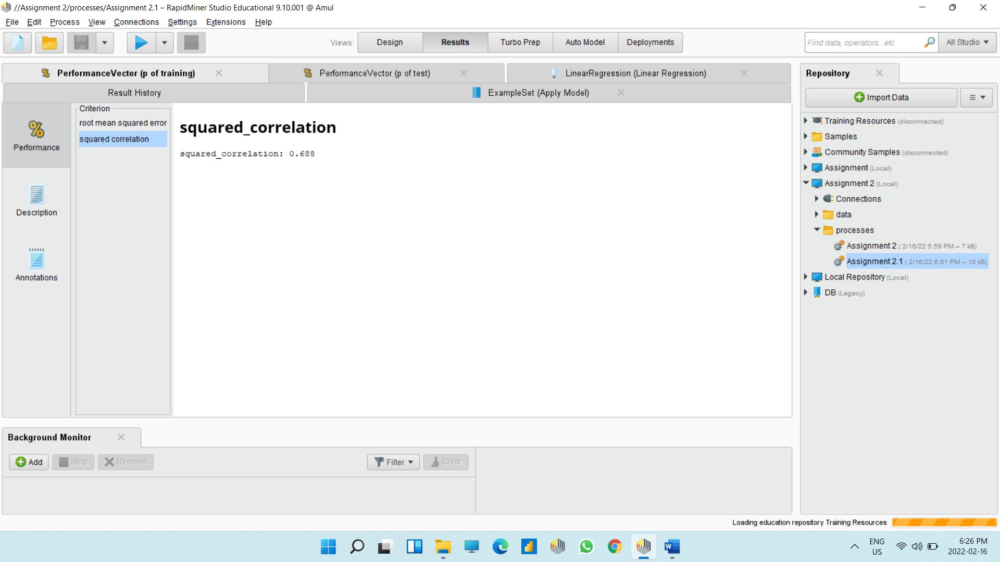 //Assignment 2/processes/Assignment 2.1 – RapidMiner Studio Educational 9.10.001 @ Amul
File Edit Process View Connections Settings Extensions Help
Views: Design Results Turbo Prep Auto Model Deployments
Find data, operators...etc All Studio
PerformanceVector (p of training) PerformanceVector (p of test) LinearRegression (Linear Regression)
Result History ExampleSet (Apply Model)
Performance
Description
Annotations
Criterion
root mean squared error
squared correlation
squared_correlation
squared_correlation: 0.688
Repository
Import Data
Training Resources (disconnected)
Samples
Community Samples (disconnected)
Assignment (Local)
Assignment 2 (Local)
Connections
data
processes
Assignment 2 ( 2/16/22 5:59 PM – 7 kB)
Assignment 2.1 ( 2/16/22 6:01 PM – 10 kB)
Local Repository (Local)
DB (Legacy)
Background Monitor
Add Stop Remove Filter Clear
Loading education repository Training Resources
ENG
US
6:26 PM
2022-02-16